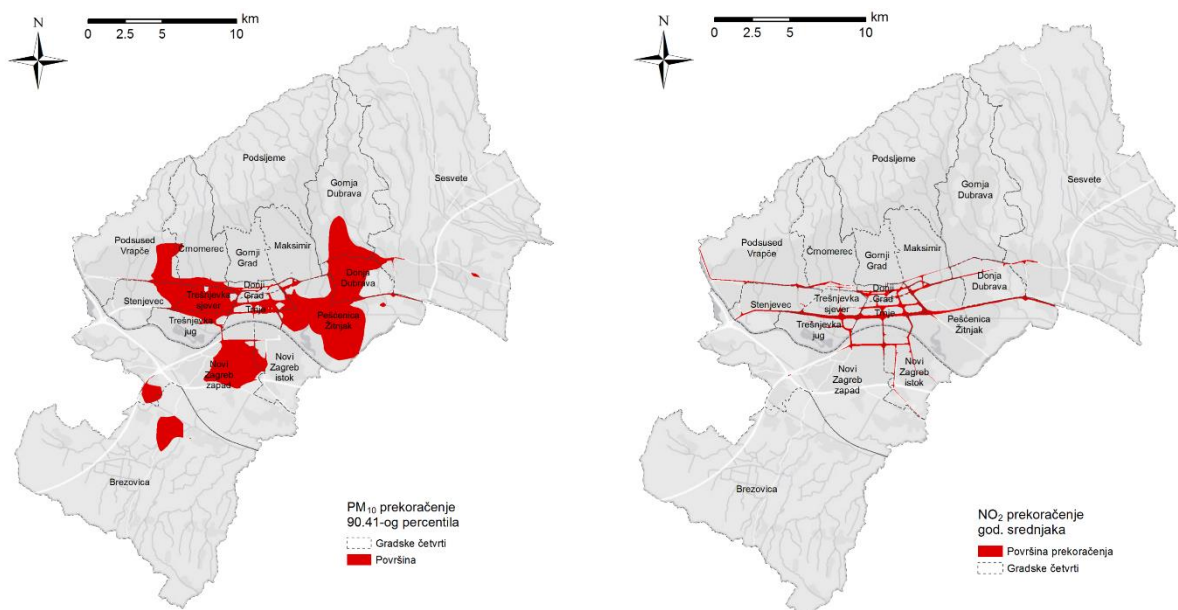 N
km
0 2.5 5 10
Podsljeme
Gornja
Dubrava
Sesvete
Podsused
Vrapče
Črnomerec
Gornji
Grad
Maksimir
Donji
Grad
Donja
Dubrava
Stenjevec
Trešnjevka
sjever
Trnje
Trešnjevka
jug
Pešćenica
Žitnjak
Novi
Zagreb
zapad
Novi
Zagreb
istok
Brezovica
PM₁₀ prekoračenje
90.41-og percentila
Gradske četvrti
Površina
N
km
0 2.5 5 10
Podsljeme
Gornja
Dubrava
Sesvete
Podsused
Vrapče
Črnomerec
Gornji
Grad
Maksimir
Donji
Grad
Donja
Dubrava
Stenjevec
Trešnjevka
sjever
Trnje
Trešnjevka
jug
Pešćenica
Žitnjak
Novi
Zagreb
zapad
Novi
Zagreb
istok
Brezovica
NO₂ prekoračenje
god. srednjaka
Površina prekoračenja
Gradske četvrti